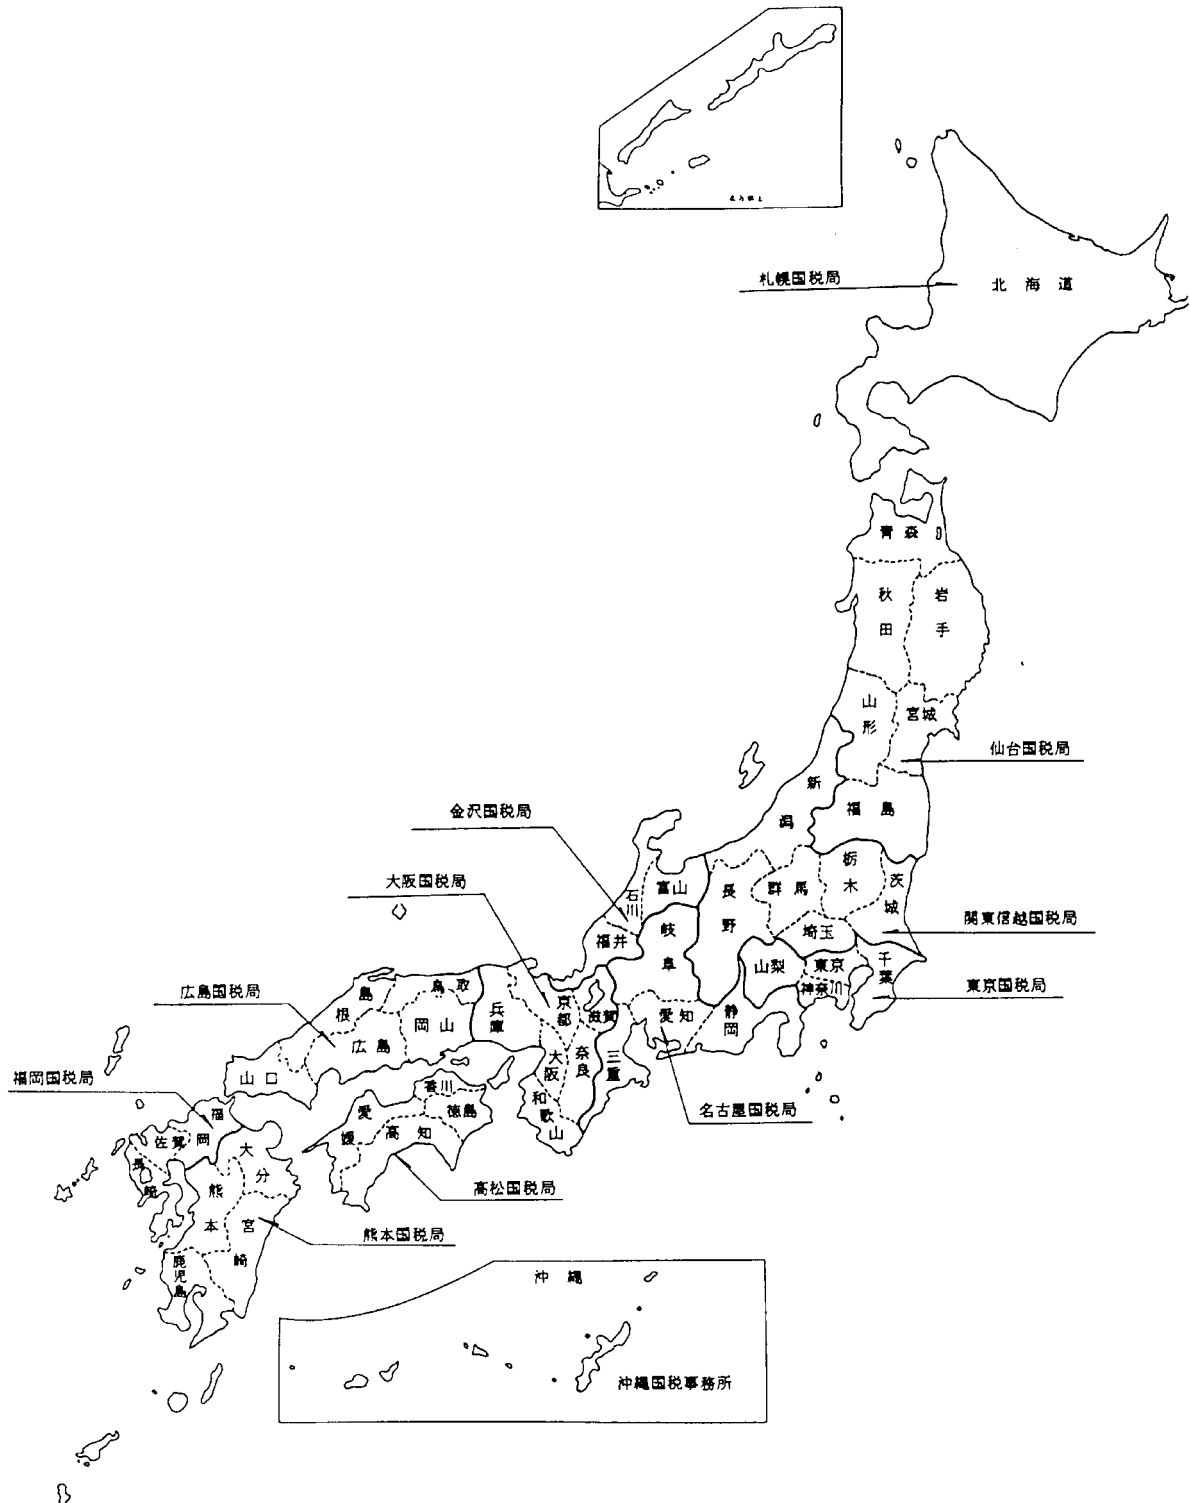 北方領土
札幌国税局
北海道
青森
秋田
岩手
山形
宮城
仙台国税局
新潟
福島
金沢国税局
大阪国税局
石川
富山
長野
群馬
栃木
茨城
関東信越国税局
福井
岐阜
埼玉
山梨
東京
千葉
神奈川
東京国税局
広島国税局
島根
鳥取
岡山
兵庫
京都
滋賀
愛知
静岡
広島
山口
大阪
奈良
三重
和歌山
名古屋国税局
福岡国税局
香川
徳島
愛媛
高知
高松国税局
福岡
佐賀
長崎
大分
熊本
宮崎
熊本国税局
鹿児島
沖縄
沖縄国税事務所